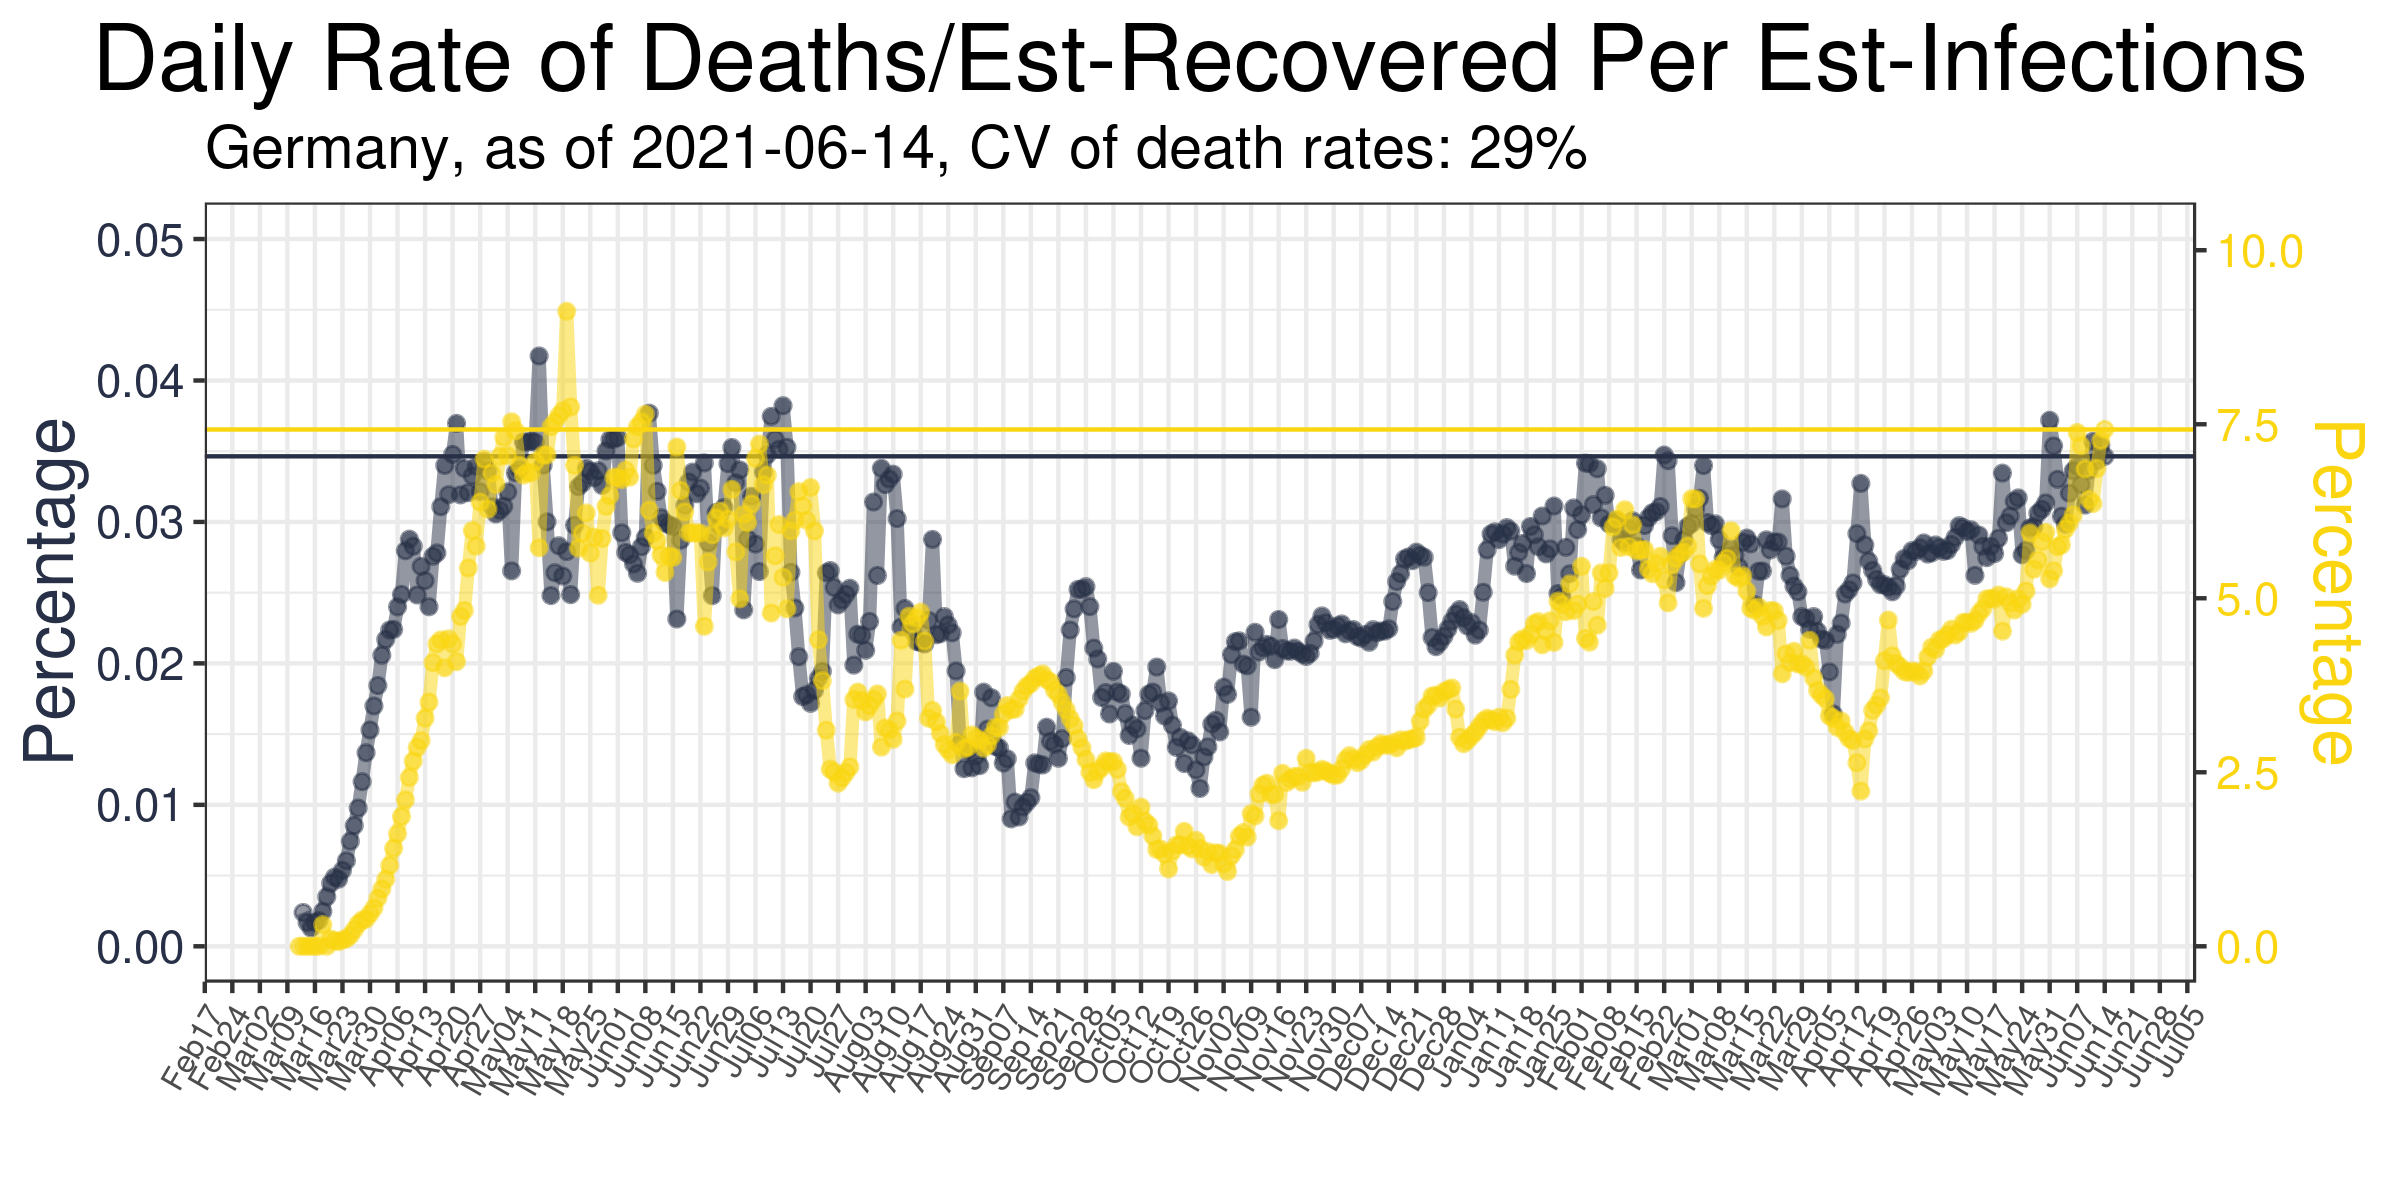 Daily Rate of Deaths/Est-Recovered Per Est-Infections
Germany, as of 2021-06-14, CV of death rates: 29%
Percentage
0.05
0.04
0.03
0.02
0.01
0.00
10.0
7.5
5.0
2.5
0.0
Percentage
Feb17
Feb24
Mar02
Mar09
Mar16
Mar23
Mar30
Apr06
Apr13
Apr20
Apr27
May04
May11
May18
May25
Jun01
Jun08
Jun15
Jun22
Jun29
Jul06
Jul13
Jul20
Jul27
Aug03
Aug10
Aug17
Aug24
Aug31
Sep07
Sep14
Sep21
Sep28
Oct05
Oct12
Oct19
Oct26
Nov02
Nov09
Nov16
Nov23
Nov30
Dec07
Dec14
Dec21
Dec28
Jan04
Jan11
Jan18
Jan25
Feb01
Feb08
Feb15
Feb22
Mar01
Mar08
Mar15
Mar22
Mar29
Apr05
Apr12
Apr19
Apr26
May03
May10
May17
May24
May31
Jun07
Jun14
Jun21
Jun28
Jul05